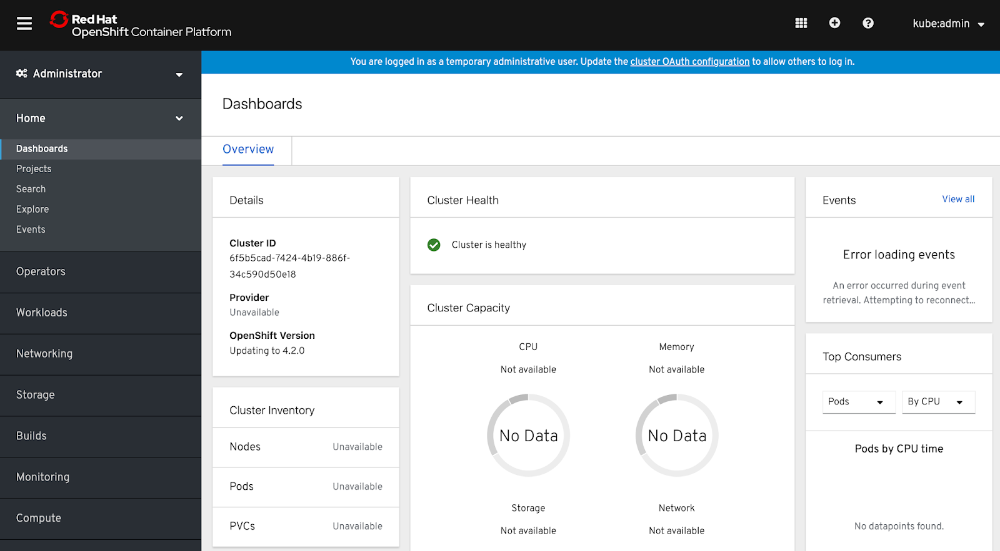 Red Hat
OpenShift Container Platform
kube:admin
Administrator
You are logged in as a temporary administrative user. Update the cluster OAuth configuration to allow others to log in.
Home
Dashboards
Projects
Search
Explore
Events
Operators
Workloads
Networking
Storage
Builds
Monitoring
Compute
Dashboards
Overview
Details
Cluster ID
6f5b5cad-7424-4b19-886f-
34c590d50e18
Provider
Unavailable
OpenShift Version
Updating to 4.2.0
Cluster Inventory
Nodes Unavailable
Pods Unavailable
PVCs Unavailable
Cluster Health
Cluster is healthy
Cluster Capacity
CPU
Not available
No Data
Memory
Not available
No Data
Storage
Not available
Network
Not available
Events View all
Error loading events
An error occurred during event
retrieval. Attempting to reconnect...
Top Consumers
Pods By CPU
Pods by CPU time
No datapoints found.